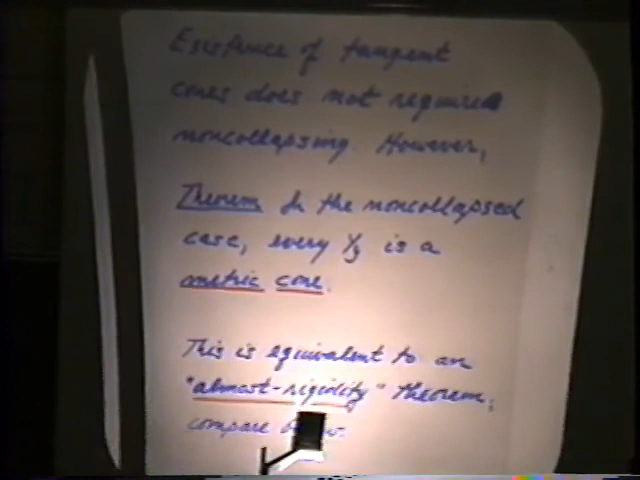 Existence of tangent
cones does not require
noncollapsing. However,
Theorem In the noncollapsed
case, every Y_y is a
metric cone.
This is equivalent to an
"almost-rigidity" theorem;
compare